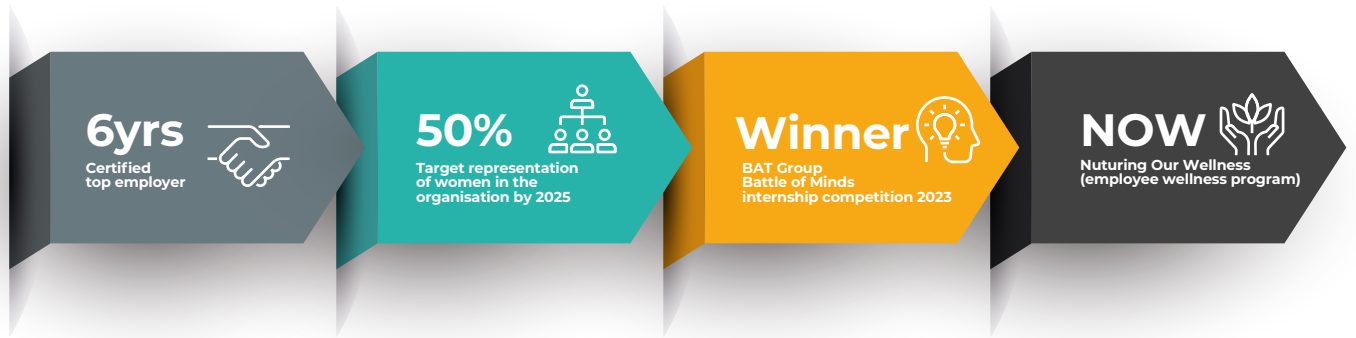 6yrs
Certified
top employer
50%
Target representation
of women in the
organisation by 2025
Winner
BAT Group
Battle of Minds
internship competition 2023
NOW
Nuturing Our Wellness
(employee wellness program)